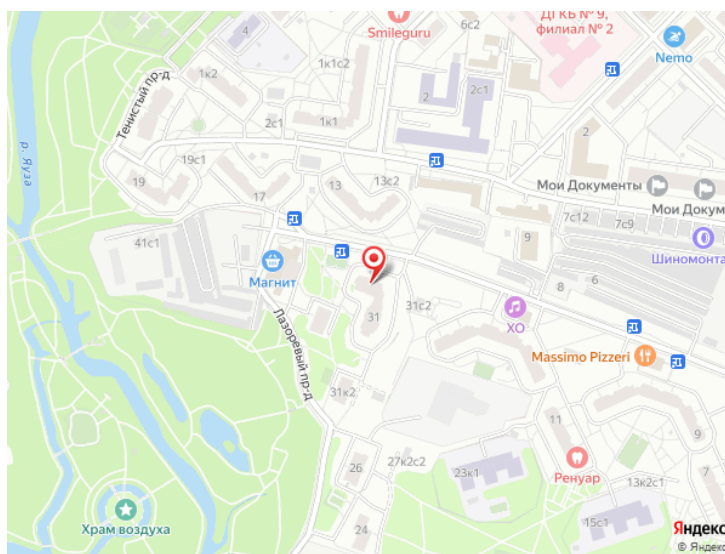 ДГКБ № 9,
филиал № 2
Smileguru
6с2
4
1к1с2
Nemo
1к2
Тенистый пр-д
2с1
2
2
2с1
1к1
р. Яуза
19с1
19
17
13
13с2
Мои Документы
Мои Докум
7с12
7с9
41с1
9
Шиномонта
Магнит
8
6
31с2
31
ХО
Лазоревый пр-д
Massimo Pizzeri
31к2
11
9
26
27к2с2
23к1
Ренуар
7
13к2с1
15с1
24
Храм воздуха
Яндекс
© Яндекс